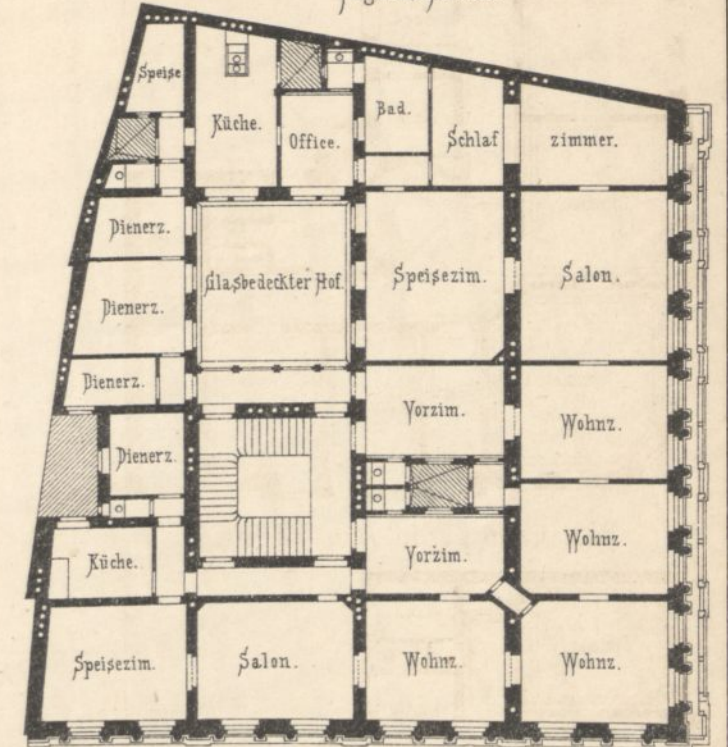 Speise
Küche.
Office.
Bad.
Schlaf
zimmer.
Dienerz.
Glasbedeckter Hof.
Speisezim.
Salon.
Dienerz.
Dienerz.
Vorzim.
Wohnz.
Dienerz.
Küche.
Vorzim.
Wohnz.
Speisezim.
Salon.
Wohnz.
Wohnz.